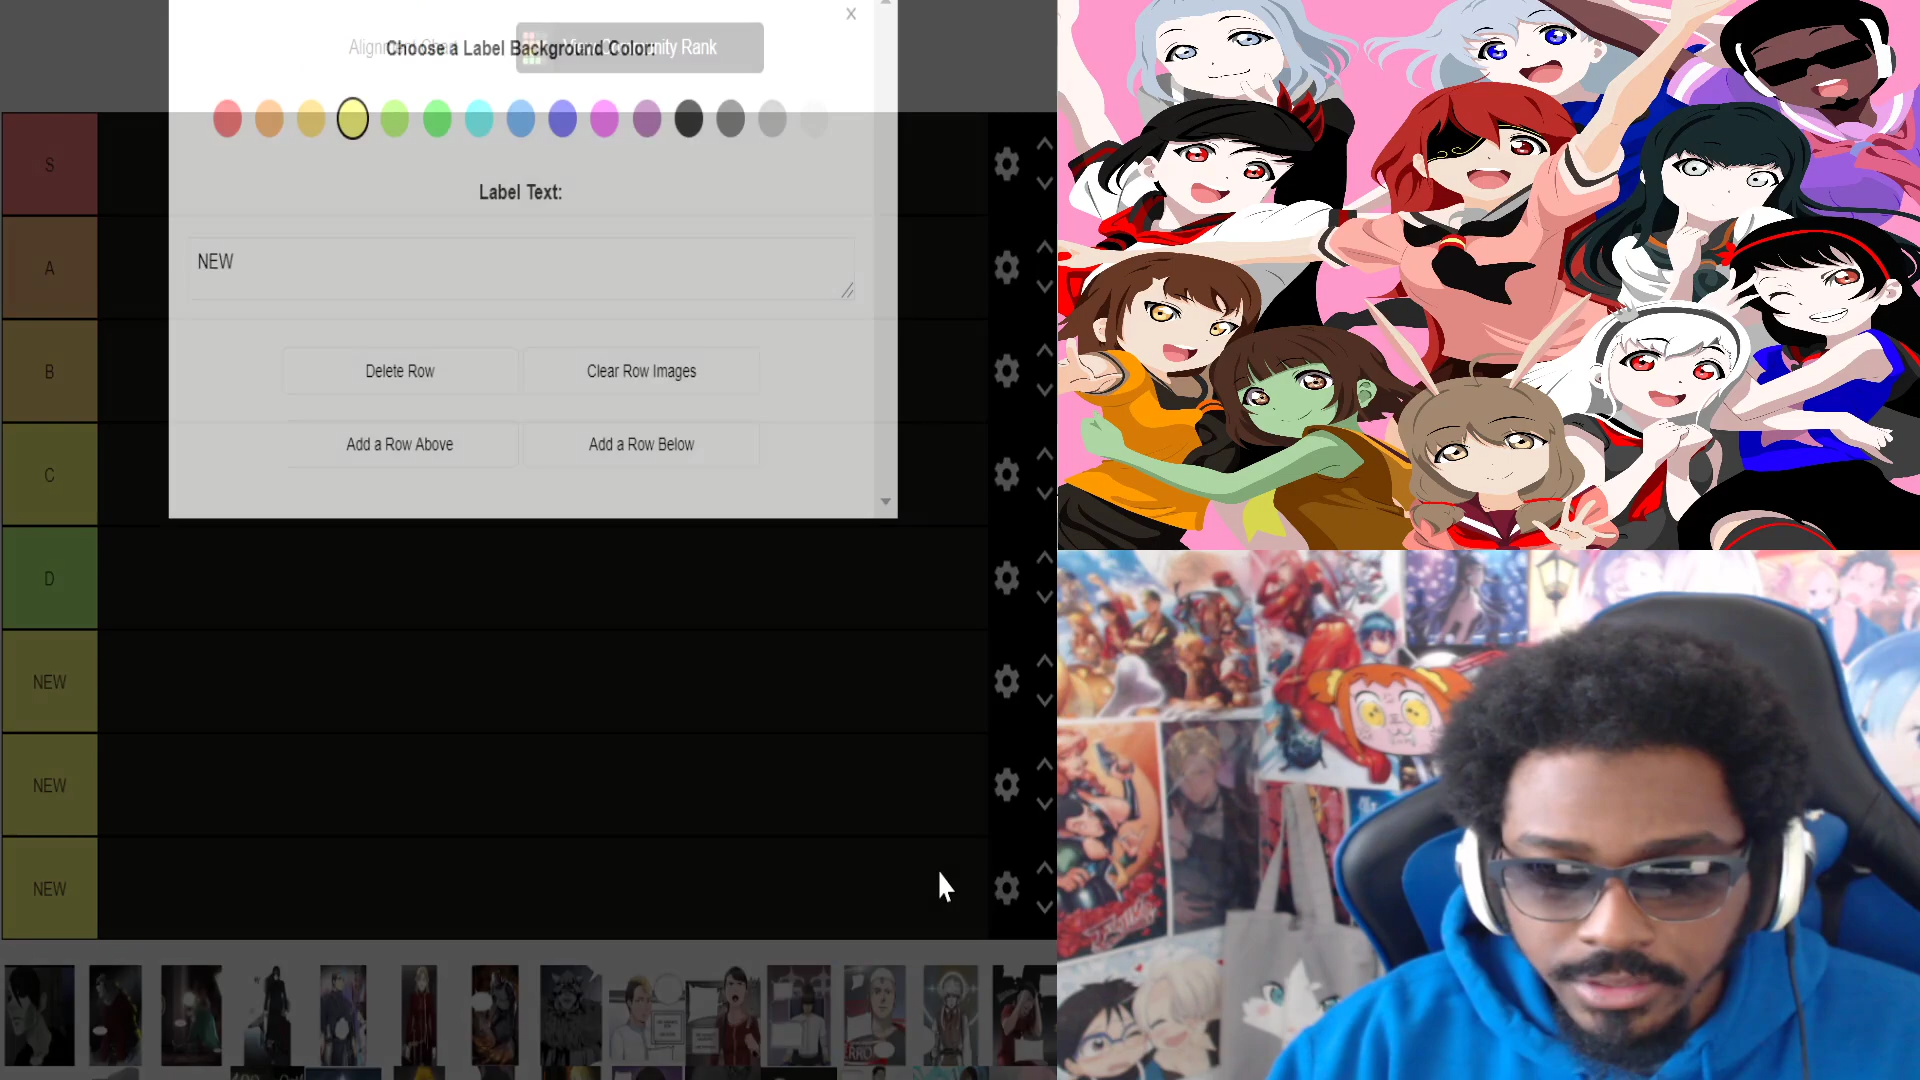 X
Choose a Label Background Color:
Label Text:
NEW
Delete Row
Clear Row Images
Add a Row Above
Add a Row Below
S
A
B
C
D
NEW
NEW
NEW